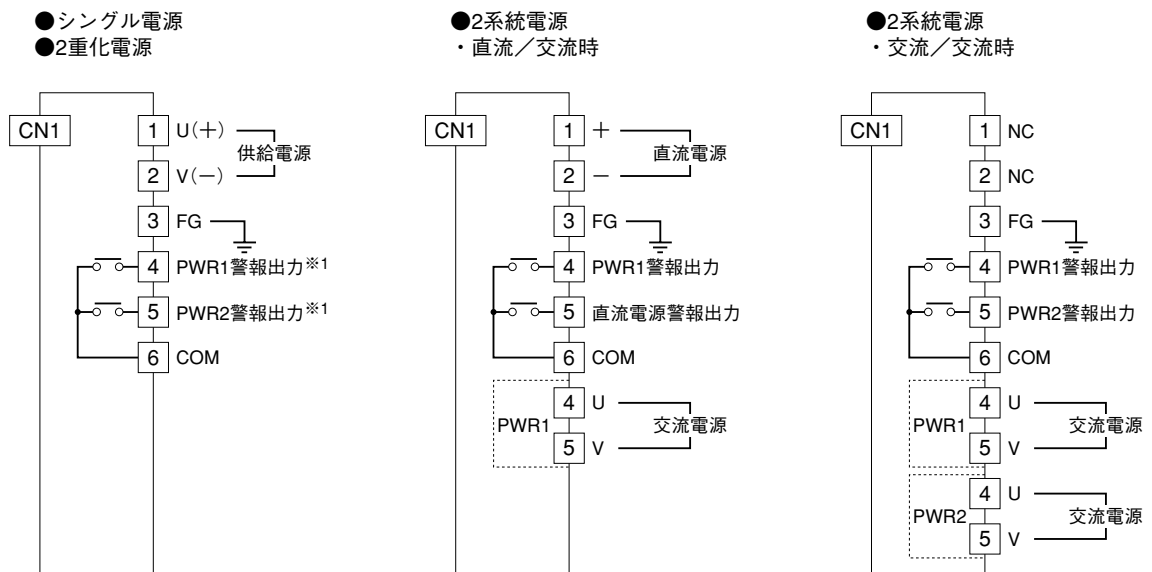 ●シングル電源
●2重化電源
CN1
1 U(+)
供給電源
2 V(−)
3 FG
4 PWR1警報出力※1
5 PWR2警報出力※1
6 COM
●2系統電源
・直流／交流時
CN1
1 +
直流電源
2 −
3 FG
4 PWR1警報出力
5 直流電源警報出力
6 COM
PWR1
4 U
交流電源
5 V
●2系統電源
・交流／交流時
CN1
1 NC
2 NC
3 FG
4 PWR1警報出力
5 PWR2警報出力
6 COM
PWR1
4 U
交流電源
5 V
PWR2
4 U
交流電源
5 V